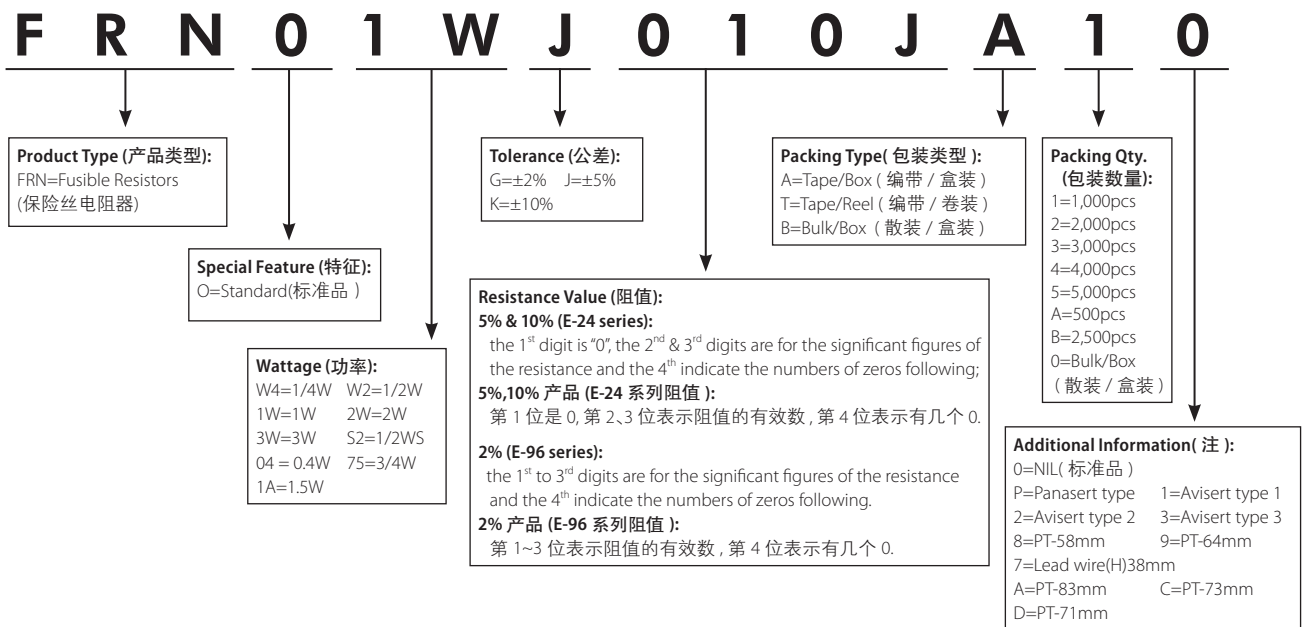 F R N 0 1 W J 0 1 0 J A 1 0
Product Type (产品类型):
FRN=Fusible Resistors
(保险丝电阻器)
Special Feature (特征):
O=Standard(标准品 )
Wattage (功率):
W4=1/4W W2=1/2W
1W=1W 2W=2W
3W=3W S2=1/2WS
04 = 0.4W 75=3/4W
1A=1.5W
Tolerance (公差):
G=±2% J=±5%
K=±10%
Resistance Value (阻值):
5% & 10% (E-24 series):
the 1st digit is "0", the 2nd & 3rd digits are for the significant figures of
the resistance and the 4th indicate the numbers of zeros following;
5%,10% 产品 (E-24 系列阻值 ):
第 1 位是 0, 第 2、3 位表示阻值的有效数 , 第 4 位表示有几个 0.
2% (E-96 series):
the 1st to 3rd digits are for the significant figures of the resistance
and the 4th indicate the numbers of zeros following.
2% 产品 (E-96 系列阻值 ):
第 1~3 位表示阻值的有效数 , 第 4 位表示有几个 0.
Packing Type( 包装类型 ):
A=Tape/Box ( 编带 / 盒装 )
T=Tape/Reel ( 编带 / 卷装 )
B=Bulk/Box ( 散装 / 盒装 )
Packing Qty.
(包装数量):
1=1,000pcs
2=2,000pcs
3=3,000pcs
4=4,000pcs
5=5,000pcs
A=500pcs
B=2,500pcs
0=Bulk/Box
( 散装 / 盒装 )
Additional Information( 注 ):
0=NIL( 标准品 )
P=Panasert type 1=Avisert type 1
2=Avisert type 2 3=Avisert type 3
8=PT-58mm 9=PT-64mm
7=Lead wire(H)38mm
A=PT-83mm C=PT-73mm
D=PT-71mm